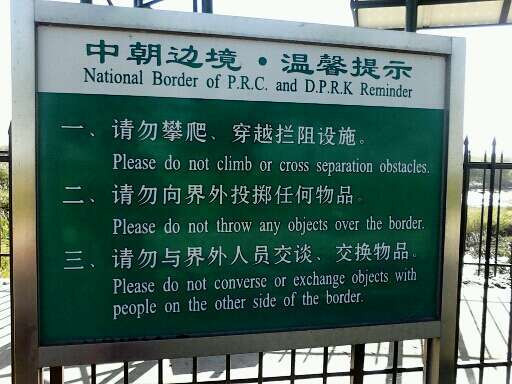 中朝边境·温馨提示
National Border of P.R.C. and D.P.R.K Reminder
一、请勿攀爬、穿越拦阻设施。
Please do not climb or cross separation obstacles.
二、请勿向界外投掷任何物品。
Please do not throw any objects over the border.
三、请勿与界外人员交谈、交换物品。
Please do not converse or exchange objects with
people on the other side of the border.